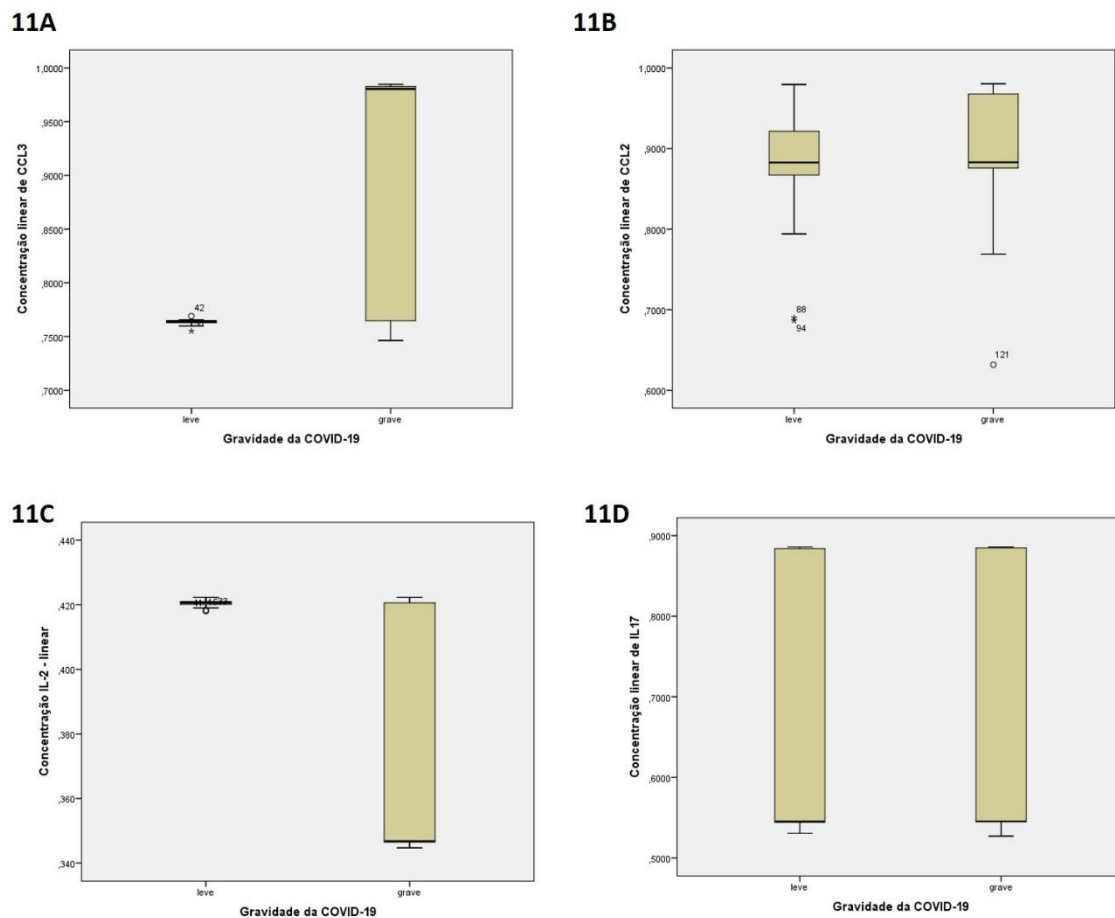 11A
Concentração linear de CCL3
1,0000
,9500
,9000
,8500
,8000
,7500
,7000
42
leve
grave
Gravidade da COVID-19
11B
Concentração linear de CCL2
1,0000
,9000
,8000
,7000
,6000
88
94
121
leve
grave
Gravidade da COVID-19
11C
Concentração IL-2 - linear
,440
,420
,400
,380
,360
,340
leve
grave
Gravidade da COVID-19
11D
Concentração linear de IL17
,9000
,8000
,7000
,6000
,5000
leve
grave
Gravidade da COVID-19